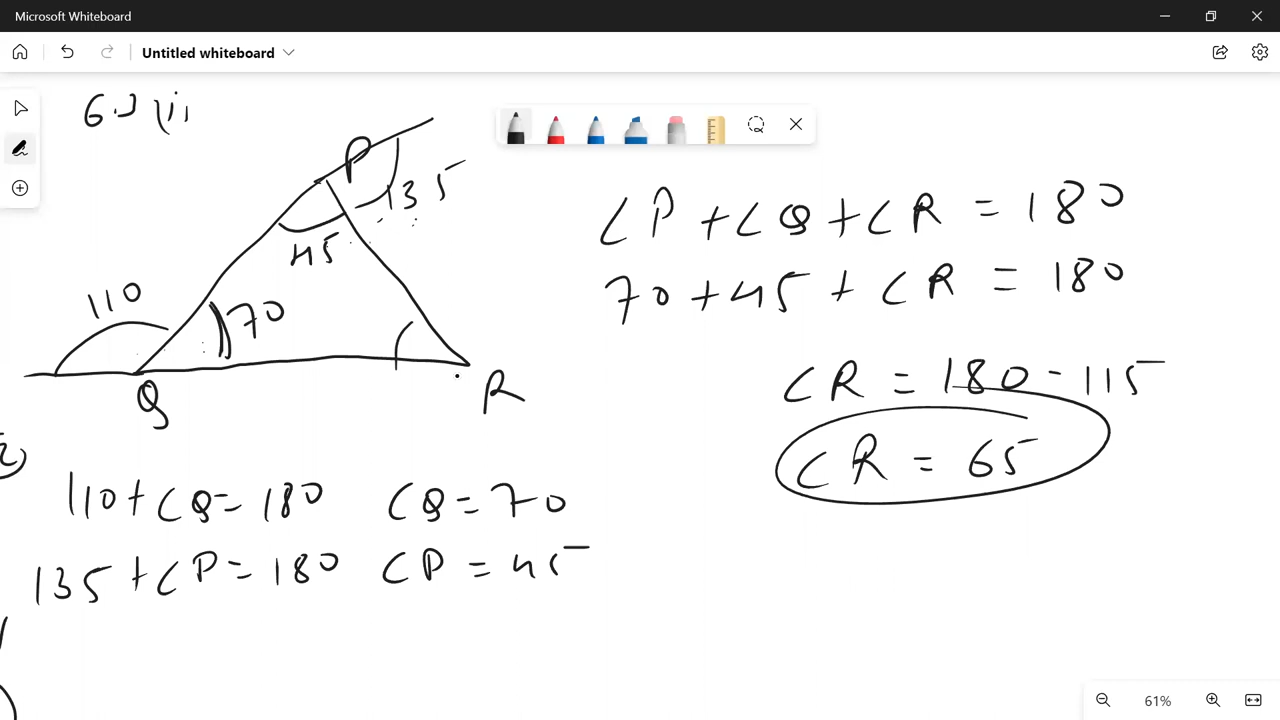 Microsoft Whiteboard
Untitled whiteboard
110
P
135
45
70
Q
R
110+∠Q=180 ∠Q=70
135+∠P=180 ∠P=45
∠P+∠Q+∠R=180
70+45+∠R=180
∠R=180-115
∠R=65
61%